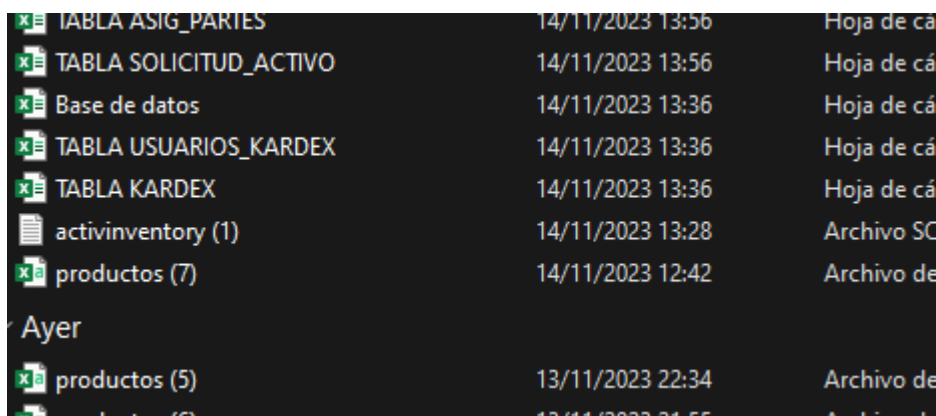 TABLA ASIG_PARTES 14/11/2023 13:56 Hoja de cá
TABLA SOLICITUD_ACTIVO 14/11/2023 13:56 Hoja de cá
Base de datos 14/11/2023 13:36 Hoja de cá
TABLA USUARIOS_KARDEX 14/11/2023 13:36 Hoja de cá
TABLA KARDEX 14/11/2023 13:36 Hoja de cá
activinventory (1) 14/11/2023 13:28 Archivo SC
productos (7) 14/11/2023 12:42 Archivo de
Ayer
productos (5) 13/11/2023 22:34 Archivo de